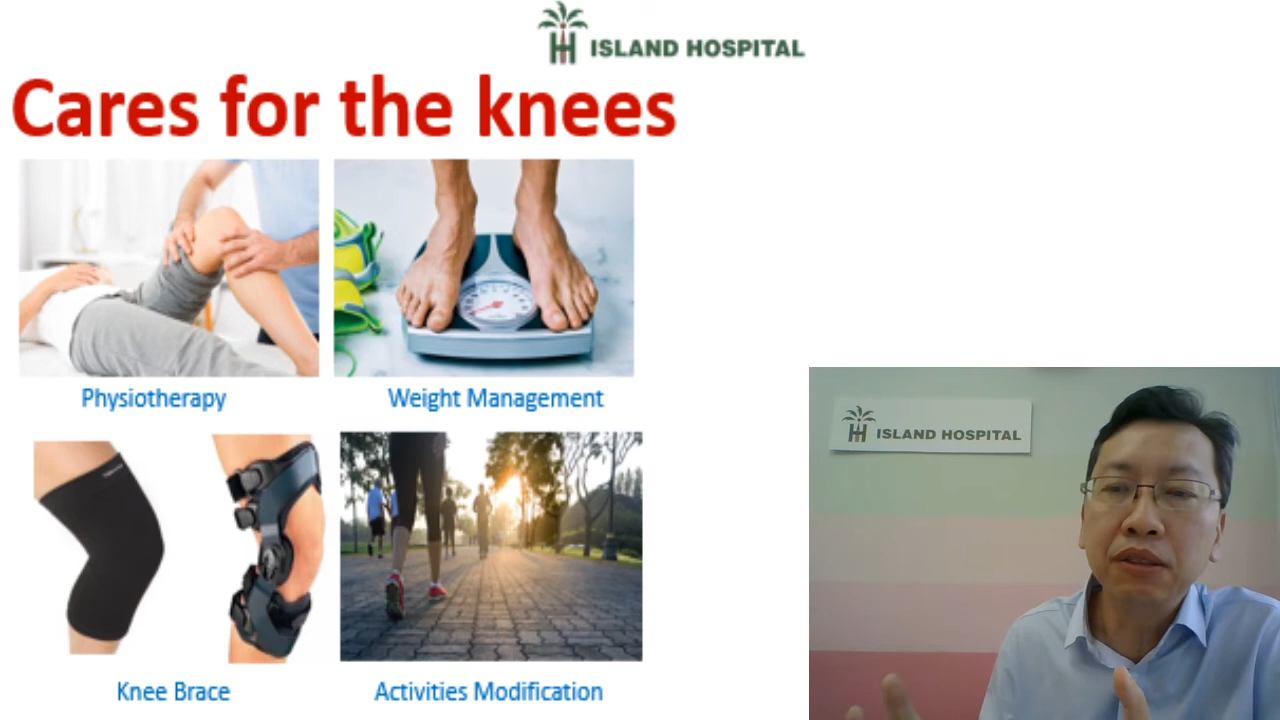 ISLAND HOSPITAL
Cares for the knees
Physiotherapy
Weight Management
Knee Brace
Activities Modification
ISLAND HOSPITAL